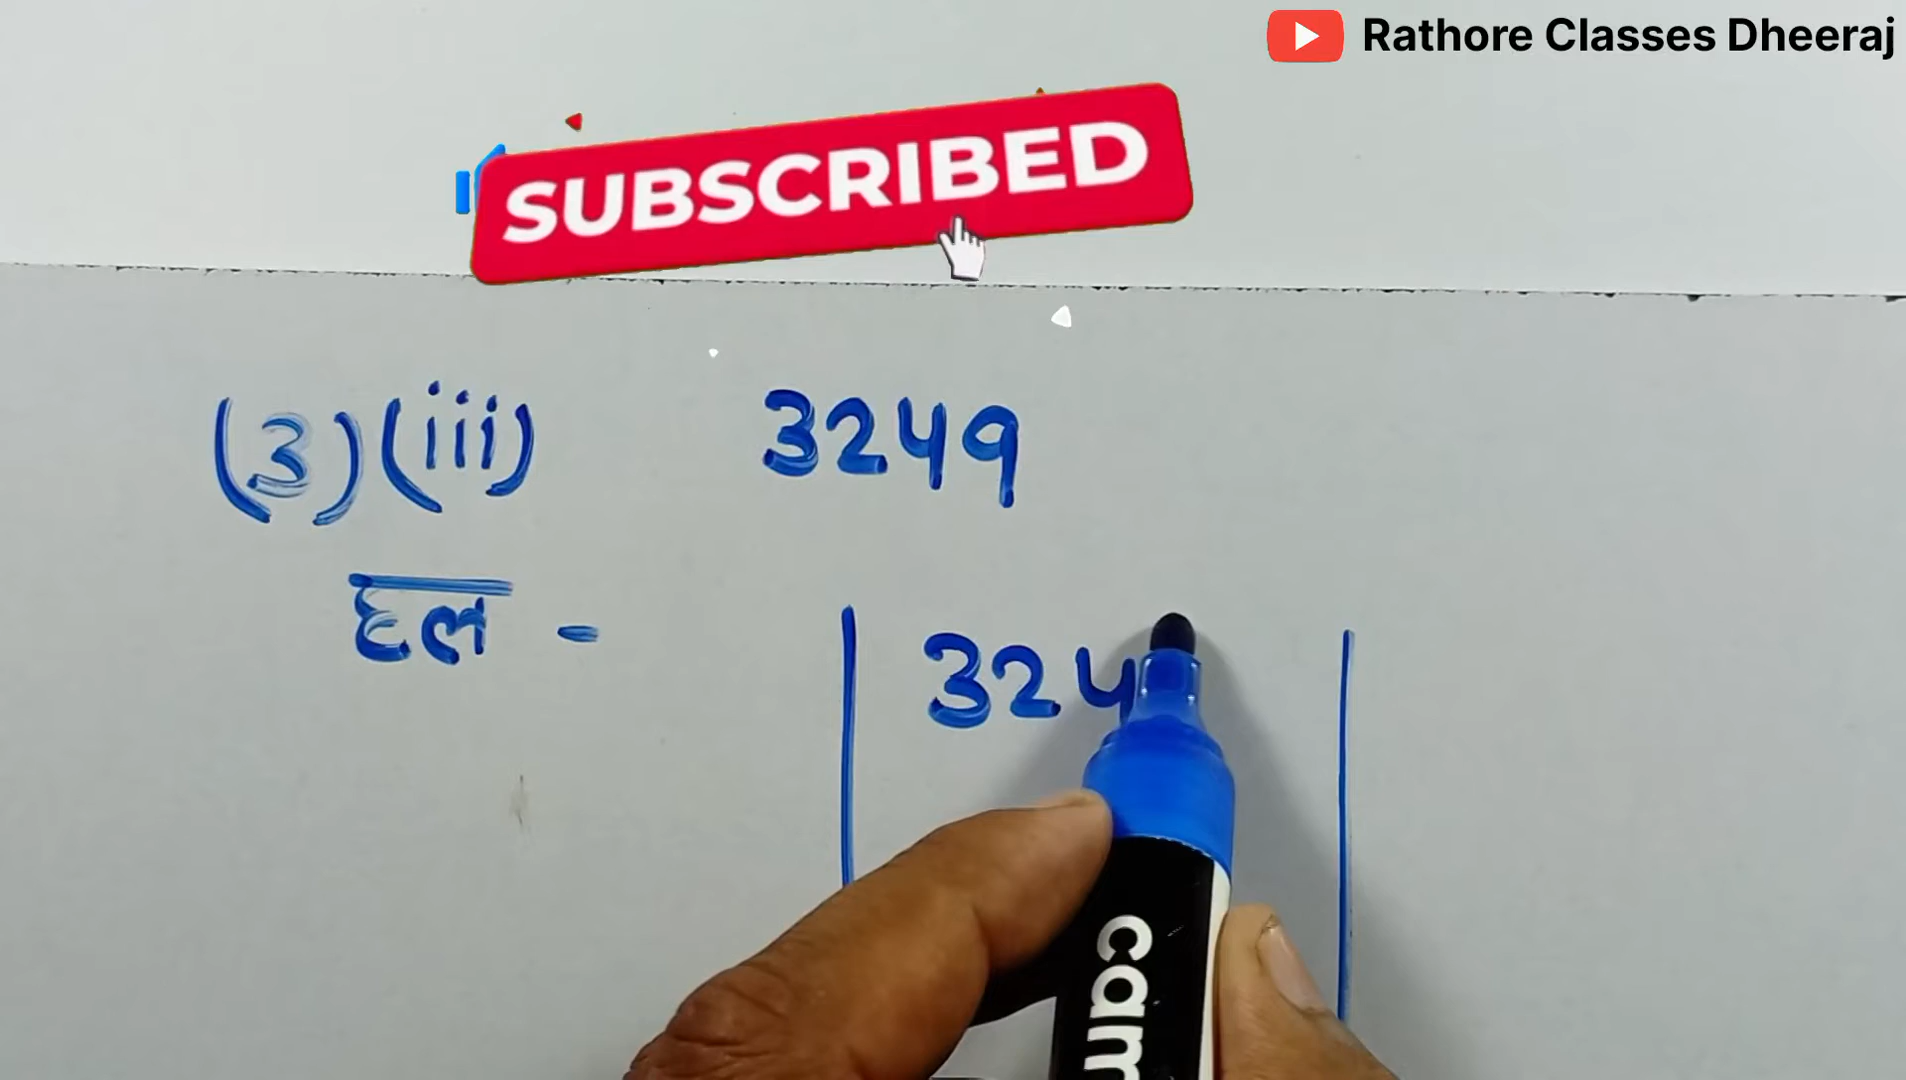 Rathore Classes Dheeraj
SUBSCRIBED
(3)(iii) 3249
हल -
324
cam